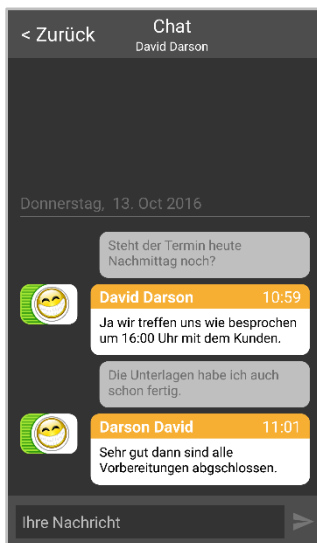 < Zurück
Chat
David Darson
Donnerstag, 13. Oct 2016
Steht der Termin heute
Nachmittag noch?
David Darson 10:59
Ja wir treffen uns wie besprochen
um 16:00 Uhr mit dem Kunden.
Die Unterlagen habe ich auch
schon fertig.
Darson David 11:01
Sehr gut dann sind alle
Vorbereitungen abgschlossen.
Ihre Nachricht